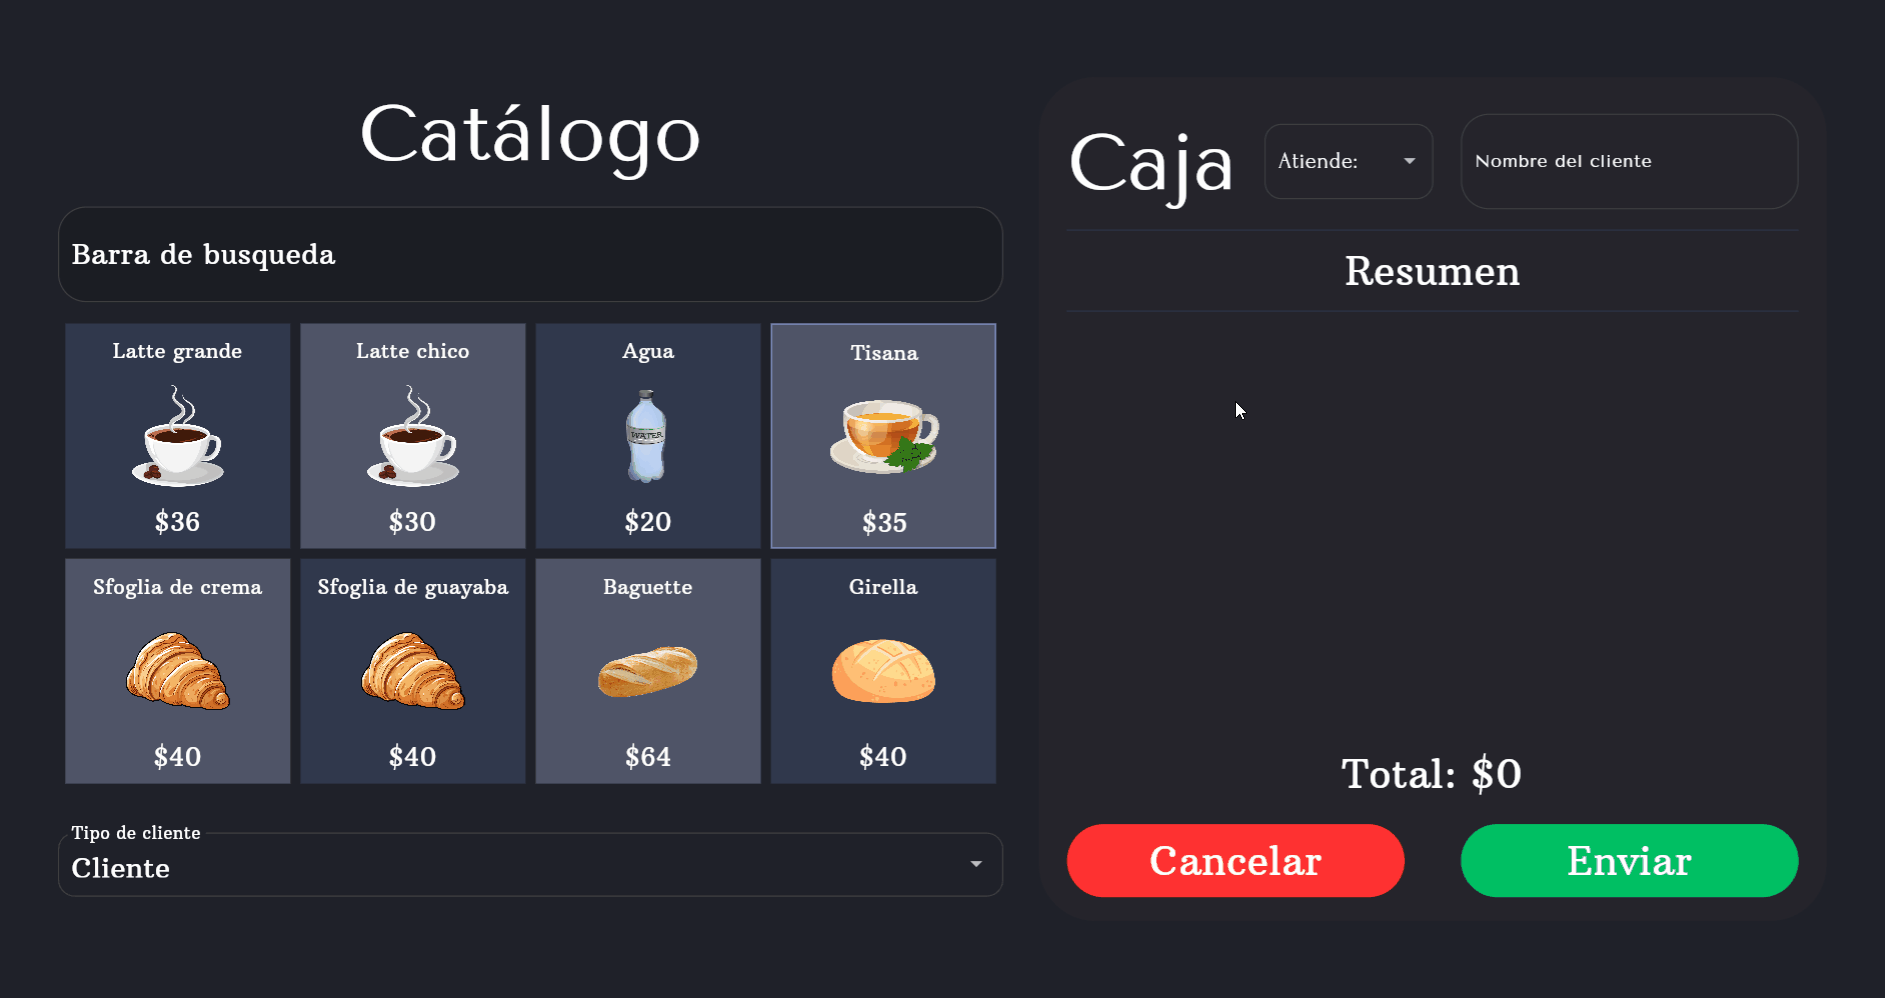 Catálogo
Barra de busqueda
Latte grande
$36
Latte chico
$30
Agua
WATER
$20
Tisana
$35
Sfoglia de crema
$40
Sfoglia de guayaba
$40
Baguette
$64
Girella
$40
Tipo de cliente
Cliente
Caja
Atiende:
Nombre del cliente
Resumen
Total: $0
Cancelar
Enviar